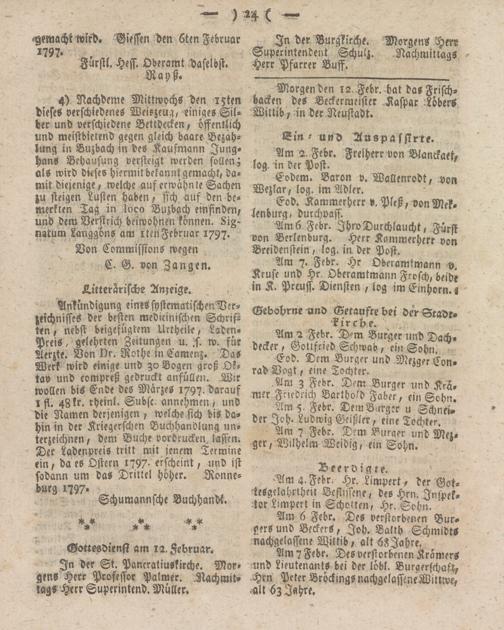 — ) 24 ( —
gemacht wird. Giessen den 6ten Februar
1797.
Fürstl. Hess. Oberamt daselbst.
Rayß.
4) Nachdeme Mittwochs den 15ten
dieses verschiedenes Weiszeug, einiges Sil-
ber und verschiedene Bettdecken, öffentlich
und meistbietend gegen gleich baare Bezah-
lung in Buzbach in des Kaufmann Jung-
hans Behausung versteigt werden sollen;
als wird dieses hiermit bekannt gemacht, da-
mit diejenige, welche auf erwähnte Sachen
zu steigen Lusten haben, sich auf den be-
merkten Tag in loco Buzbach einfinden,
und dem Verstrich beiwohnen können. Sig-
natum Langgöns am 1ten Februar 1797.
Von Commissions wegen
C. G. von Zangen.
Litterärische Anzeige.
Ankündigung eines systematischen Ver-
zeichnisses der besten medicinischen Schrif-
ten, nebst beigefügtem Urtheile, Laden-
Preis, gelehrten Zeitungen u. s. w. für
Aerzte. Von Dr. Rothe in Camenz. Das
Werk wird einige und 30 Bogen groß Ok-
tav und compreß gedruckt anfüllen. Wir
wollen bis Ende des Märzes 1797. darauf
1 fl. 48 kr. rheinl. Subsc. annehmen, und
die Namen derjenigen, welche sich bis da-
hin in der Kriegerschen Buchhandlung un-
terzeichnen, dem Buche vordrucken lassen.
Der Ladenpreis tritt mit jenem Termine
ein, da es Ostern 1797. erscheint, und ist
sodann um das Drittel höher. Ronne-
burg 1797.
Schumannsche Buchhandl.
Gottesdienst am 12. Februar.
In der St. Pancratiuskirche. Mor-
gens Herr Professor Palmer. Nachmit-
tags Herr Superintend. Müller.
In der Burgkirche. Morgens Herr
Superintendent Schulz. Nachmittags
Herr Pfarrer Buff.
Morgen den 12. Febr. hat das Frisch-
backen des Beckermeister Kaspar Löbers
Wittib, in der Neustadt.
Ein- und Auspassirte.
Am 2. Febr. Freiherr von Blanckaet,
log. in der Post.
Eodem. Baron v. Wallenrodt, von
Wezlar, log. im Adler.
Eod. Kammerherr v. Pleß, von Mek-
lenburg, durchpass.
Am 6. Febr. Ihro Durchlaucht, Fürst
von Berlenburg. Herr Kammerherr von
Breidenstein, log. in der Post.
Am 7. Febr. Hr Oberamtmann v.
Kruse und Hr. Oberamtmann Frosch, beide
in K. Preuss. Diensten, log im Einhorn.
Gebohrne und Getaufte bei der Stadt-
kirche.
Am 2 Febr. Dem Burger und Dach-
decker, Gottfried Schwab, ein Sohn.
Eod. Dem Burger und Mezger Con-
rad Vogt, eine Tochter.
Am 3 Febr. Dem Burger und Krä-
mer Friedrich Barthold Faber, ein Sohn.
Am 5. Febr. Dem Burger u Schnei-
der Joh. Ludwig Geisler, eine Tochter.
Am 7 Febr. Dem Burger und Mez-
ger, Wilhelm Weidig, ein Sohn.
Beerdigte.
Am 4. Febr. Hr. Limpert, der Got-
tesgelahrtheit Beflissene, des Hrn. Inspek-
tor Limpert in Schotten, Hr. Sohn.
Am 6 Febr. Des verstorbenen Bur-
gers und Beckers, Joh. Balth. Schmidts
nachgelassene Wittib, alt 68 Jahre.
Am 7 Febr. Des verstorbenen Krämers
und Lieutenants bei der löbl. Burgerschaft,
Hrn Peter Bröckings nachgelassene Wittwe,
alt 63 Jahre.